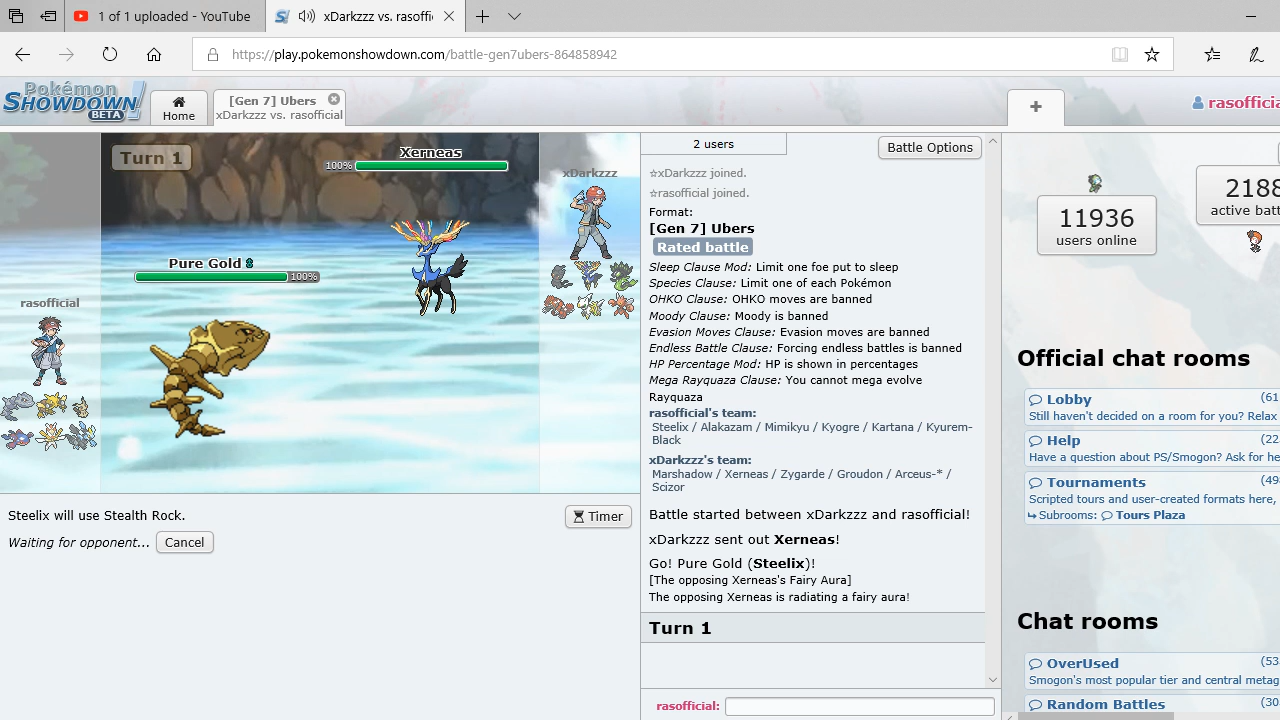 1 of 1 uploaded - YouTube
xDarkzzz vs. rasoffi
https://play.pokemonshowdown.com/battle-gen7ubers-864858942
Pokémon
SHOWDOWN!
BETA
Home
[Gen 7] Ubers
xDarkzzz vs. rasofficial
+
rasofficia
Turn 1
Xerneas
100%
Pure Gold
100%
xDarkzzz
rasofficial
Steelix will use Stealth Rock.
Timer
Waiting for opponent...
Cancel
2 users
Battle Options
☆xDarkzzz joined.
☆rasofficial joined.
Format:
[Gen 7] Ubers
Rated battle
Sleep Clause Mod: Limit one foe put to sleep
Species Clause: Limit one of each Pokémon
OHKO Clause: OHKO moves are banned
Moody Clause: Moody is banned
Evasion Moves Clause: Evasion moves are banned
Endless Battle Clause: Forcing endless battles is banned
HP Percentage Mod: HP is shown in percentages
Mega Rayquaza Clause: You cannot mega evolve
Rayquaza
rasofficial's team:
Steelix / Alakazam / Mimikyu / Kyogre / Kartana / Kyurem-
Black
xDarkzzz's team:
Marshadow / Xerneas / Zygarde / Groudon / Arceus-* /
Scizor
Battle started between xDarkzzz and rasofficial!
xDarkzzz sent out Xerneas!
Go! Pure Gold (Steelix)!
[The opposing Xerneas's Fairy Aura]
The opposing Xerneas is radiating a fairy aura!
Turn 1
rasofficial:
11936
users online
2188
active batt
Official chat rooms
Lobby (61
Still haven't decided on a room for you? Relax
Help (22
Have a question about PS/Smogon? Ask for he
Tournaments (49
Scripted tours and user-created formats here,
↳ Subrooms: Tours Plaza
Chat rooms
OverUsed (53
Smogon's most popular tier and central metag
Random Battles (30